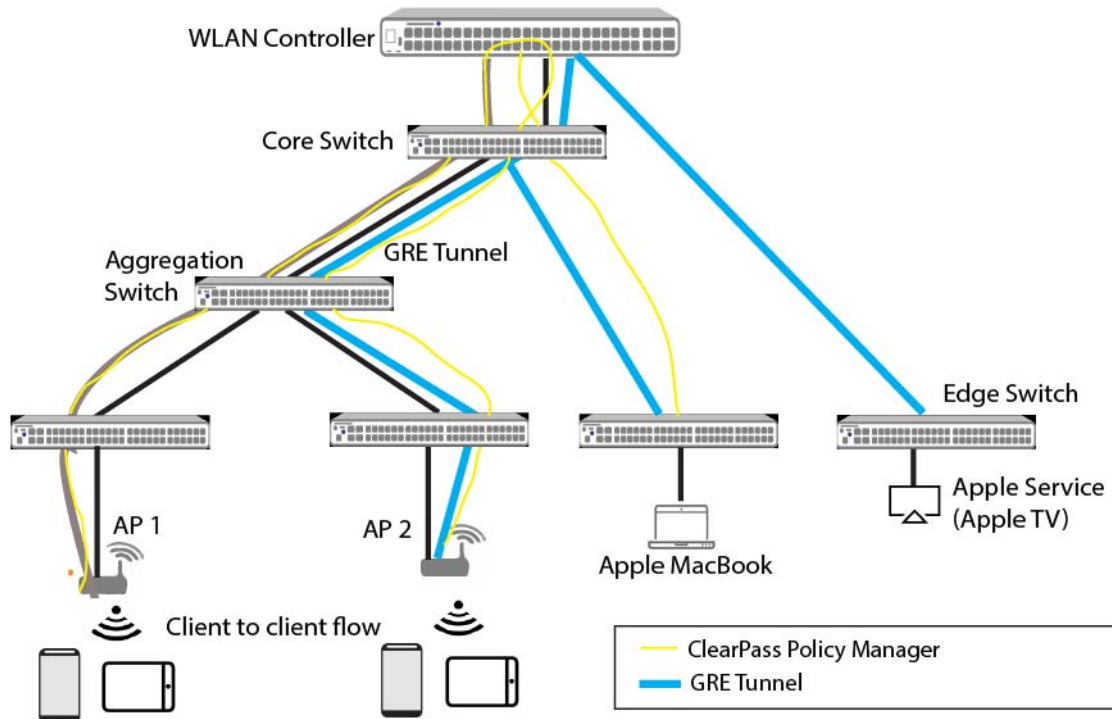 WLAN Controller
Core Switch
Aggregation
Switch
GRE Tunnel
Edge Switch
AP 1
AP 2
Apple MacBook
Apple Service
(Apple TV)
Client to client flow
ClearPass Policy Manager
GRE Tunnel